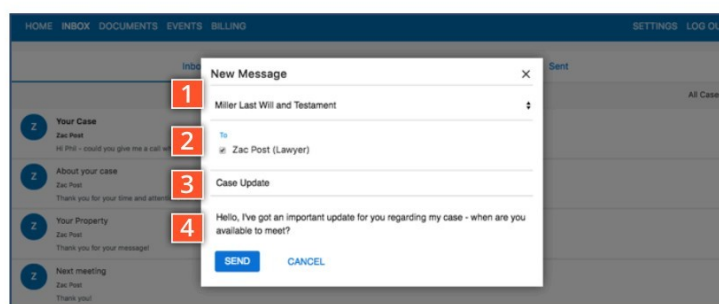 HOME INBOX DOCUMENTS EVENTS BILLING SETTINGS LOG OU
Inbo Sent
New Message X
All Case
1 Miller Last Will and Testament
Z Your Case
Zac Post
Hi Phil - could you give me a call w
2 To
Zac Post (Lawyer)
Z About your case
Zac Post
Thank you for your time and attenti
3 Case Update
Z Your Property
Zac Post
Thank you for your message!
4 Hello, I've got an important update for you regarding my case - when are you
available to meet?
SEND CANCEL
Z Next meeting
Zac Post
Thank you!